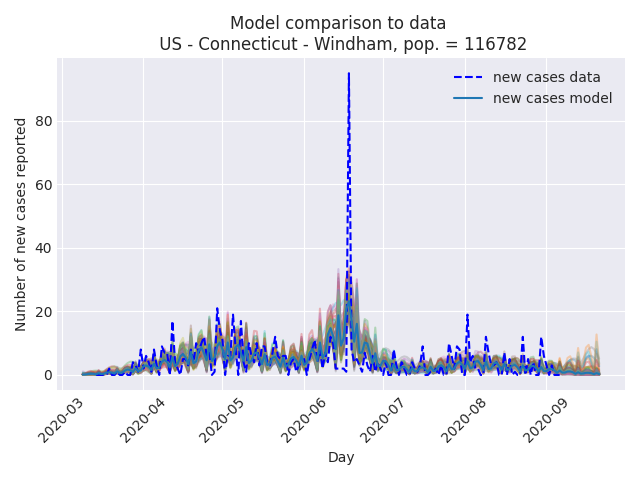 Model comparison to data
US - Connecticut - Windham, pop. = 116782
new cases data
new cases model
Number of new cases reported
80
60
40
20
0
2020-03
2020-04
2020-05
2020-06
2020-07
2020-08
2020-09
Day